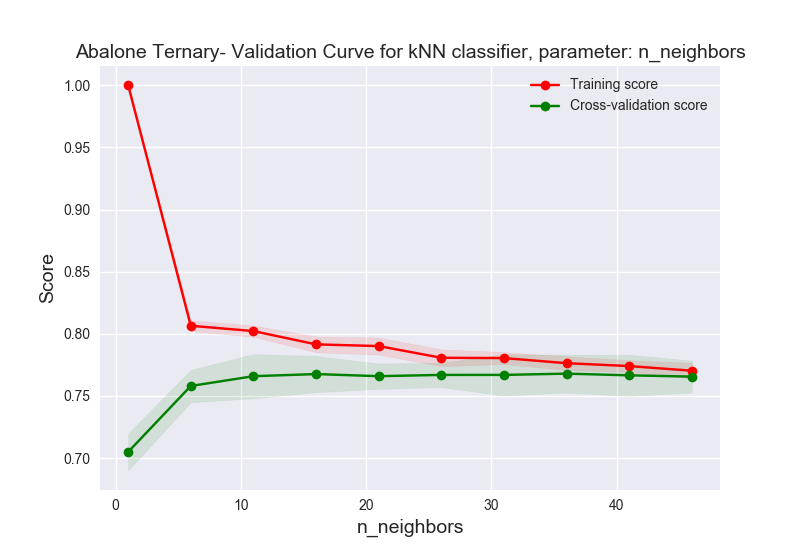 Abalone Ternary- Validation Curve for kNN classifier, parameter: n_neighbors
Training score
Cross-validation score
1.00
0.95
0.90
0.85
0.80
0.75
0.70
Score
0 10 20 30 40
n_neighbors